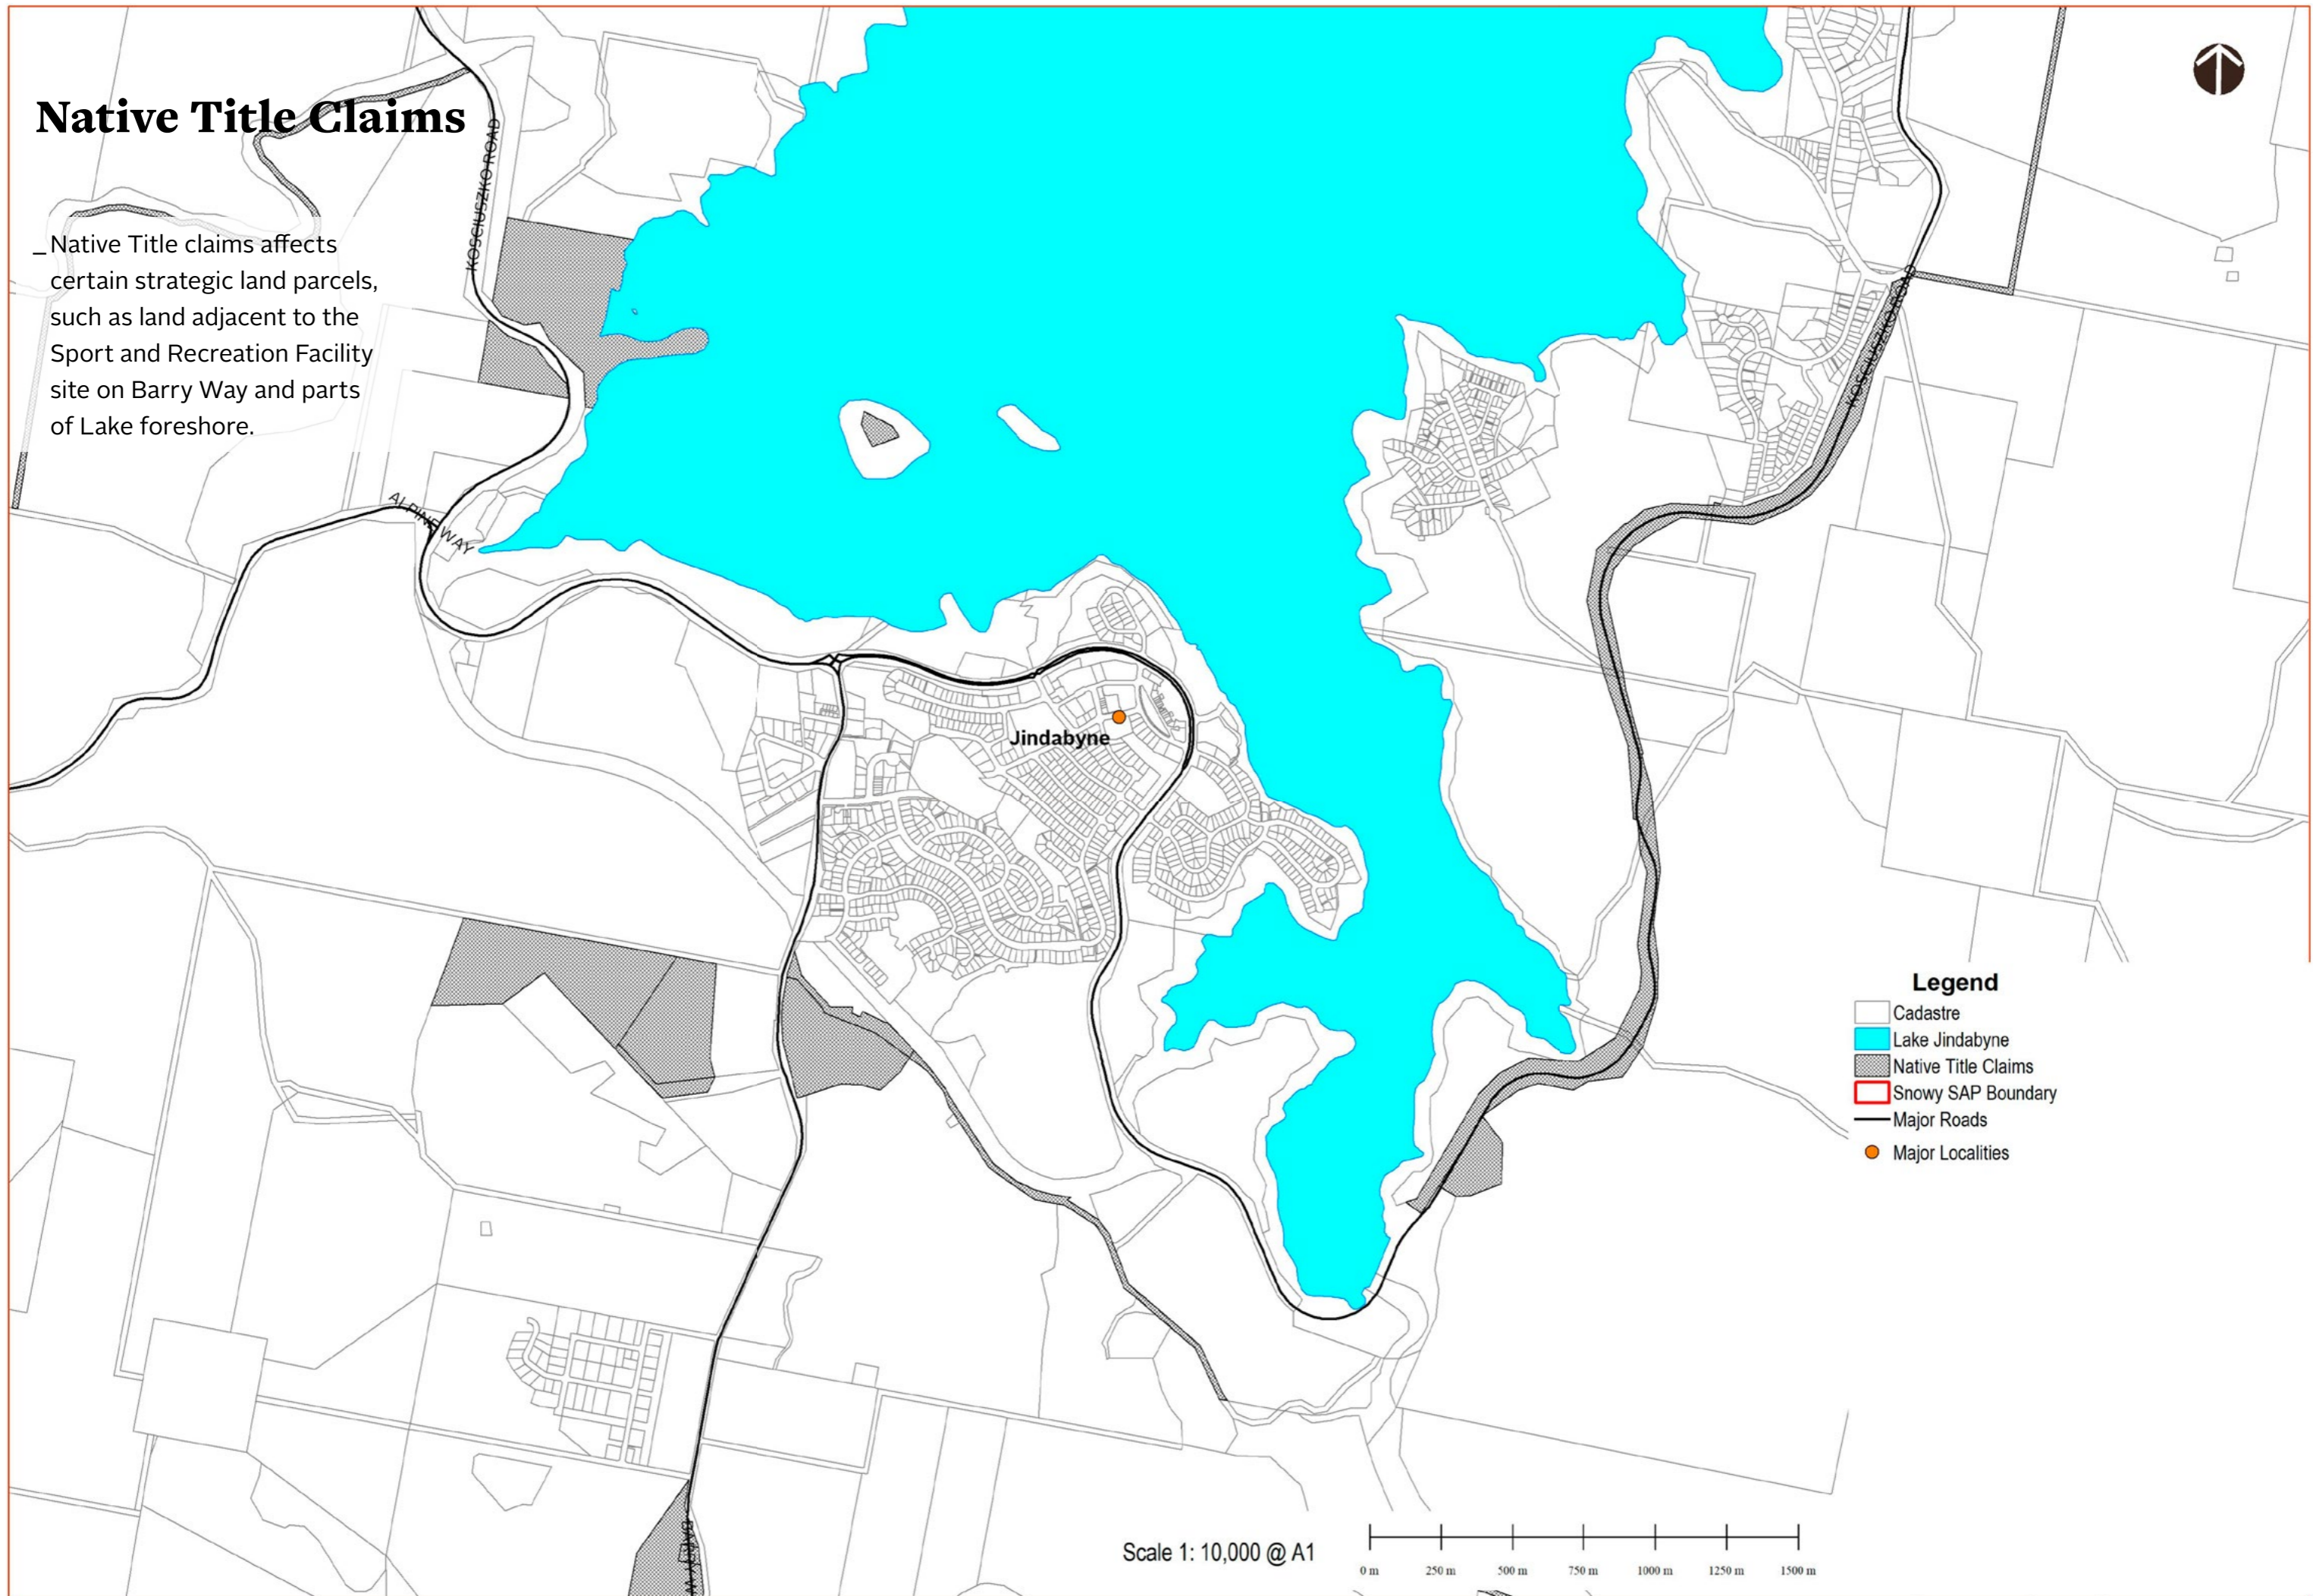 Native Title Claims
_Native Title claims affects
certain strategic land parcels,
such as land adjacent to the
Sport and Recreation Facility
site on Barry Way and parts
of Lake foreshore.
KOSCIUSZKO ROAD
ALPINE WAY
KOSCIUSZKO ROAD
Jindabyne
Legend
Cadastre
Lake Jindabyne
Native Title Claims
Snowy SAP Boundary
Major Roads
Major Localities
Scale 1: 10,000 @ A1
0 m 250 m 500 m 750 m 1000 m 1250 m 1500 m